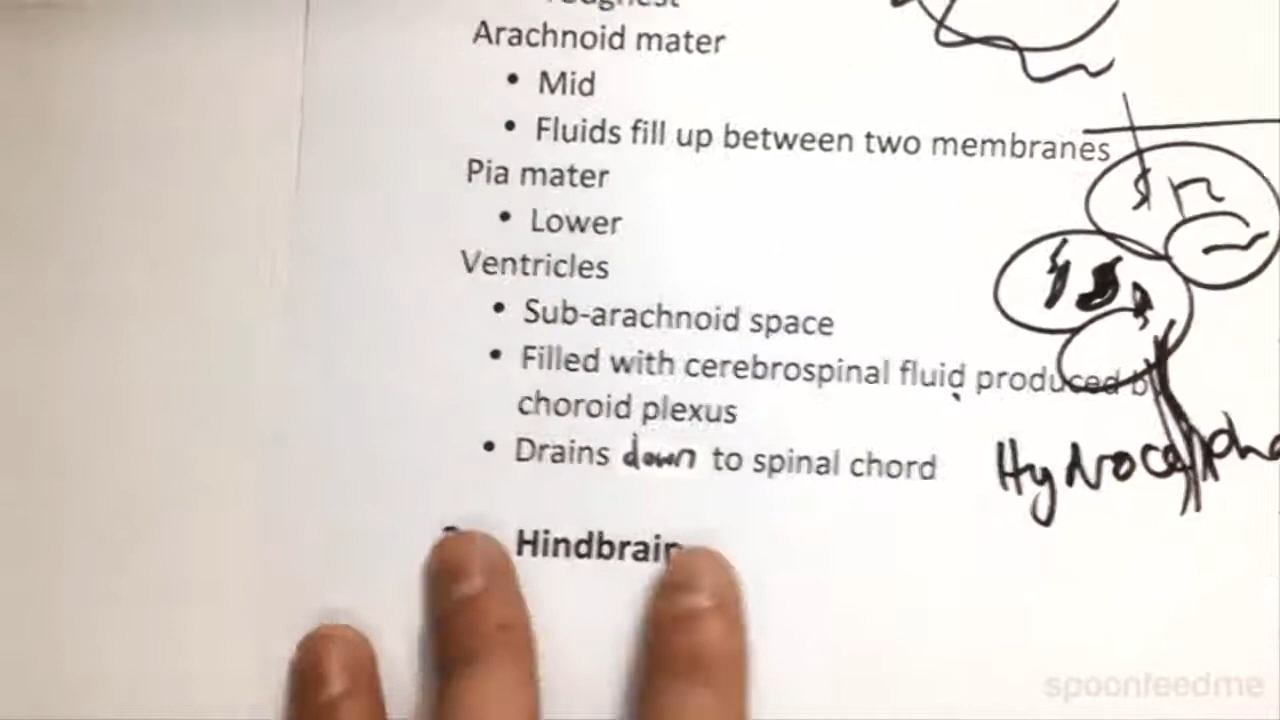 Arachnoid mater
• Mid
• Fluids fill up between two membranes
Pia mater
• Lower
Ventricles
• Sub-arachnoid space
• Filled with cerebrospinal fluid produced
choroid plexus
• Drains down to spinal chord
Hindbrain
spoonfeedme